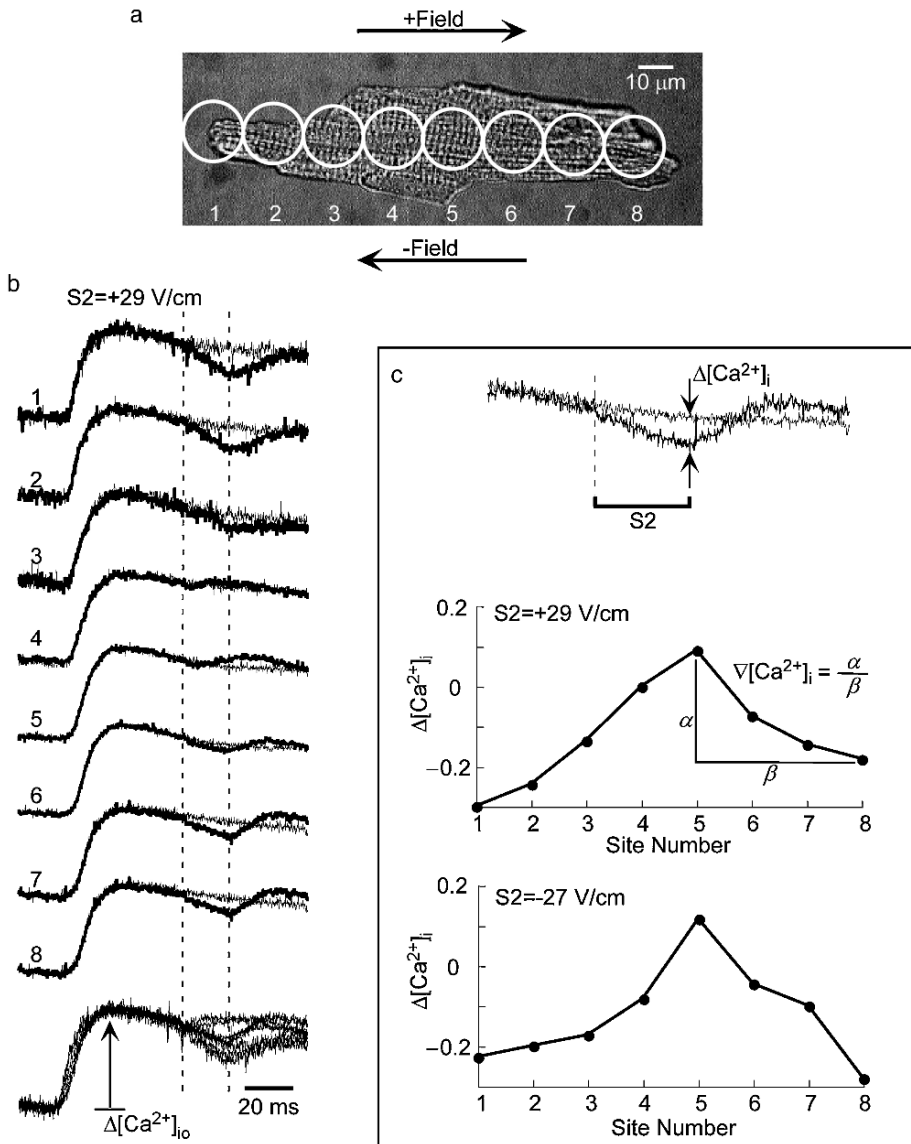 a
+Field
10 μm
1 2 3 4 5 6 7 8
-Field
b
S2=+29 V/cm
1
2
3
4
5
6
7
8
Δ[Ca²⁺]ᵢₒ
20 ms
c
Δ[Ca²⁺]ᵢ
S2
S2=+29 V/cm
0.2
0
−0.2
Δ[Ca²⁺]ᵢ
∇[Ca²⁺]ᵢ = α/β
α
β
1 2 3 4 5 6 7 8
Site Number
S2=-27 V/cm
0.2
0
−0.2
Δ[Ca²⁺]ᵢ
1 2 3 4 5 6 7 8
Site Number